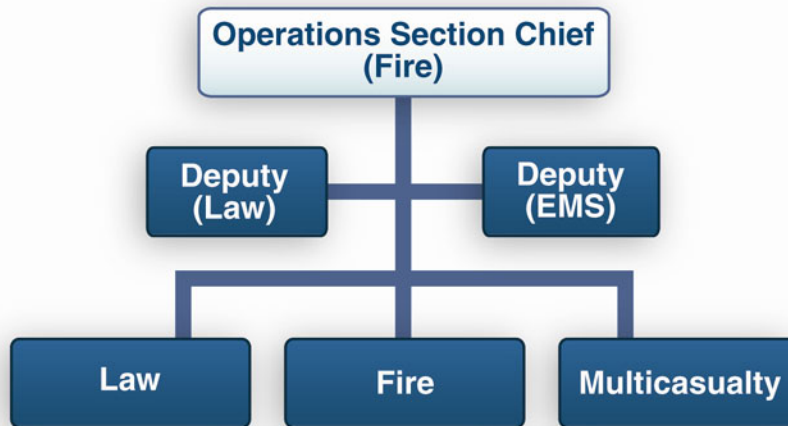 Operations Section Chief
(Fire)
Deputy
(Law)
Deputy
(EMS)
Law
Fire
Multicasualty